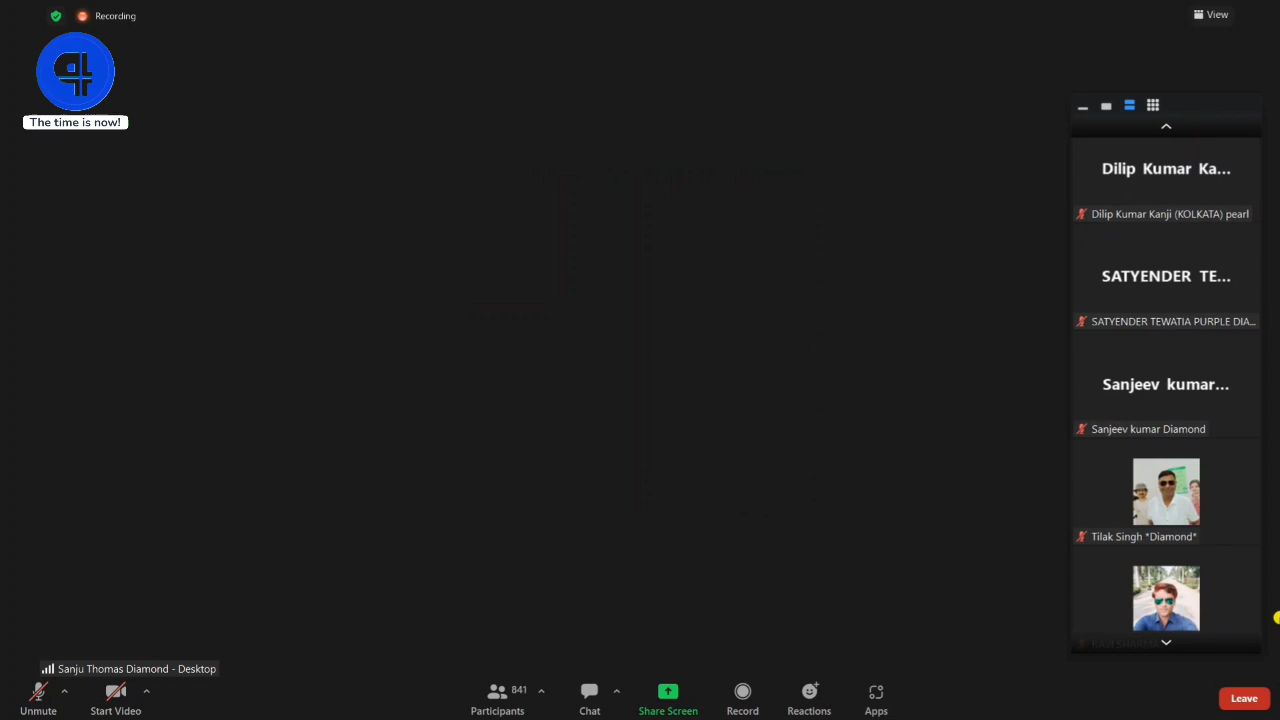 Recording
View
The time is now!
Dilip Kumar Ka...
Dilip Kumar Kanji (KOLKATA) pearl
SATYENDER TE...
SATYENDER TEWATIA PURPLE DIA...
Sanjeev kumar...
Sanjeev kumar Diamond
Tilak Singh *Diamond*
Sanju Thomas Diamond - Desktop
Unmute
Start Video
841
Participants
Chat
Share Screen
Record
Reactions
Apps
Leave